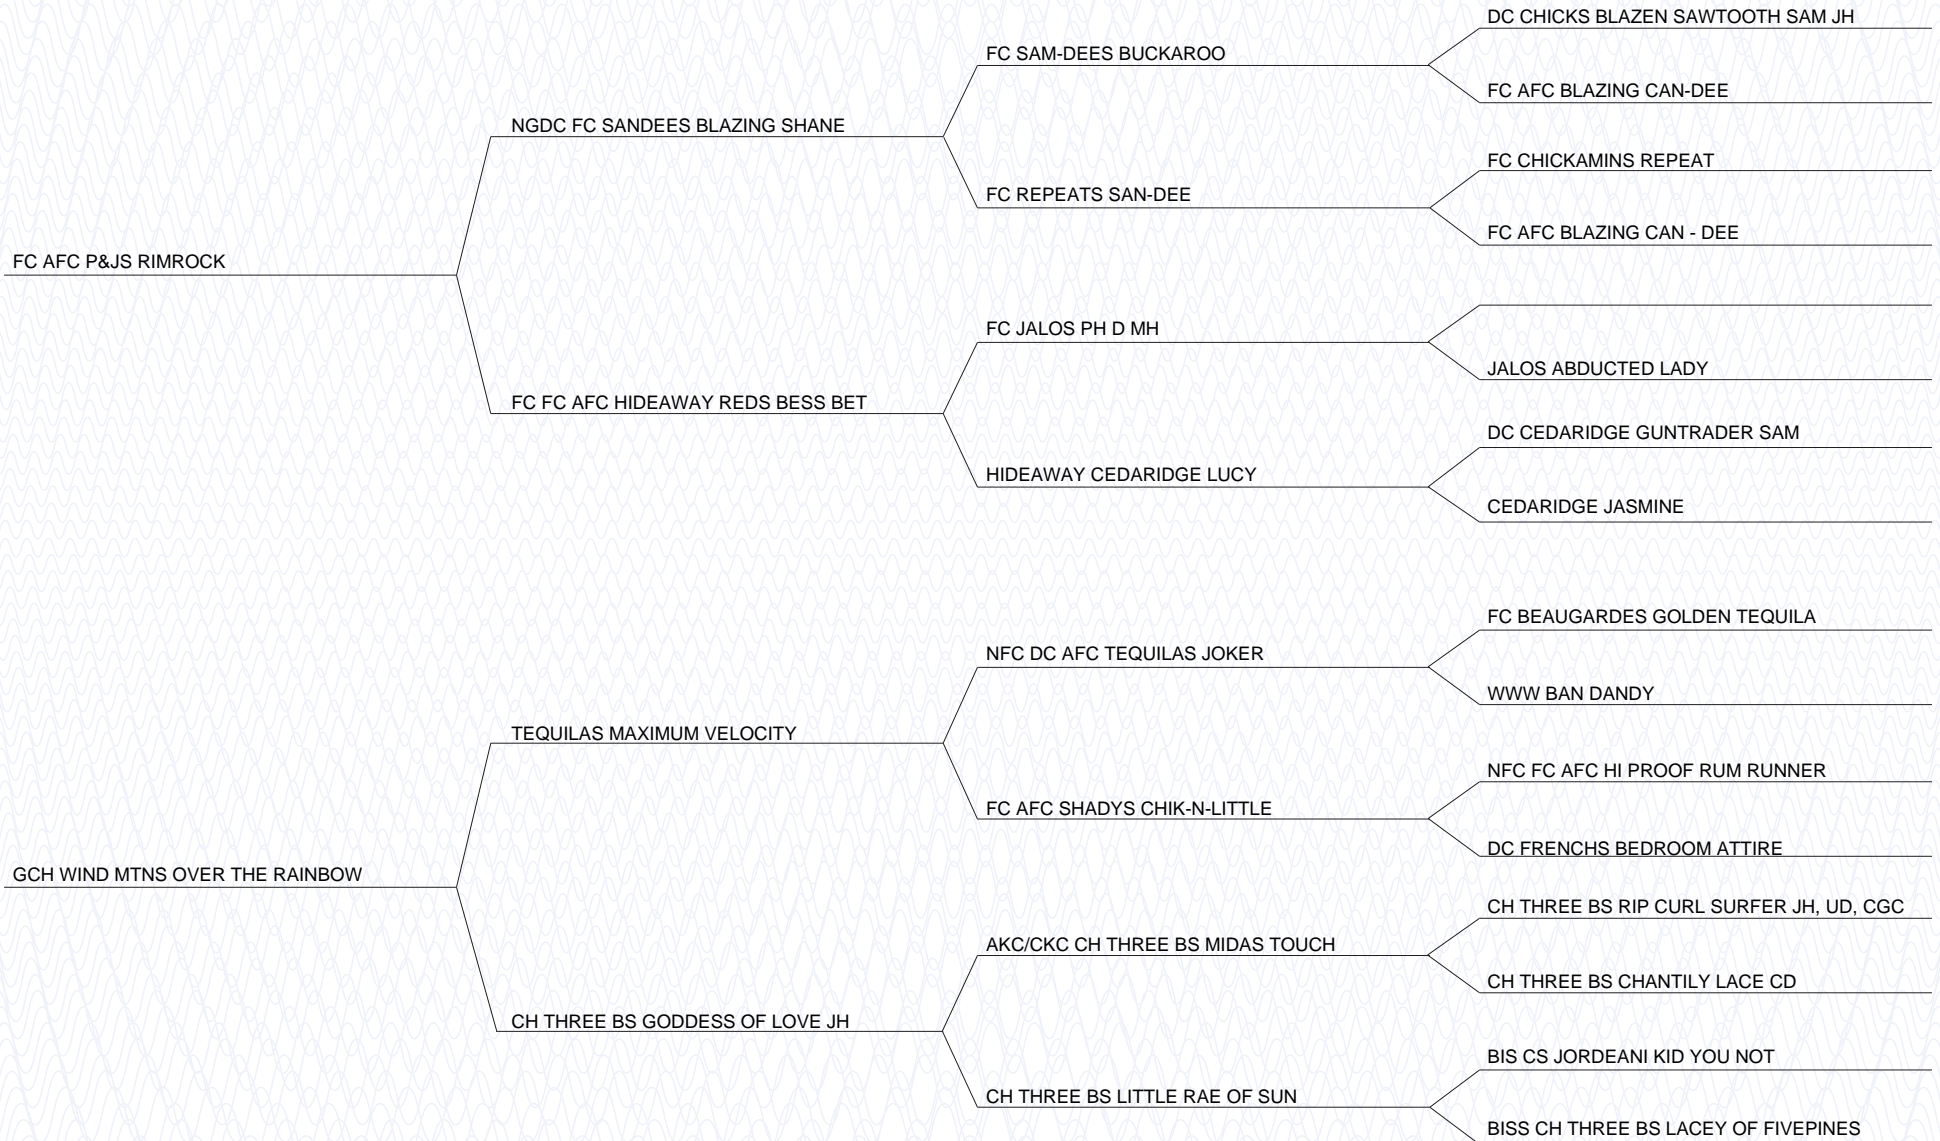 DC CHICKS BLAZEN SAWTOOTH SAM JH
FC SAM-DEES BUCKAROO
FC AFC BLAZING CAN-DEE
NGDC FC SANDEES BLAZING SHANE
FC CHICKAMINS REPEAT
FC REPEATS SAN-DEE
FC AFC BLAZING CAN - DEE
FC AFC P&JS RIMROCK
FC JALOS PH D MH
JALOS ABDUCTED LADY
FC FC AFC HIDEAWAY REDS BESS BET
DC CEDARIDGE GUNTRADER SAM
HIDEAWAY CEDARIDGE LUCY
CEDARIDGE JASMINE
FC BEAUGARDES GOLDEN TEQUILA
NFC DC AFC TEQUILAS JOKER
WWW BAN DANDY
TEQUILAS MAXIMUM VELOCITY
NFC FC AFC HI PROOF RUM RUNNER
FC AFC SHADYS CHIK-N-LITTLE
DC FRENCHS BEDROOM ATTIRE
GCH WIND MTNS OVER THE RAINBOW
CH THREE BS RIP CURL SURFER JH, UD, CGC
AKC/CKC CH THREE BS MIDAS TOUCH
CH THREE BS CHANTILY LACE CD
CH THREE BS GODDESS OF LOVE JH
BIS CS JORDEANI KID YOU NOT
CH THREE BS LITTLE RAE OF SUN
BISS CH THREE BS LACEY OF FIVEPINES